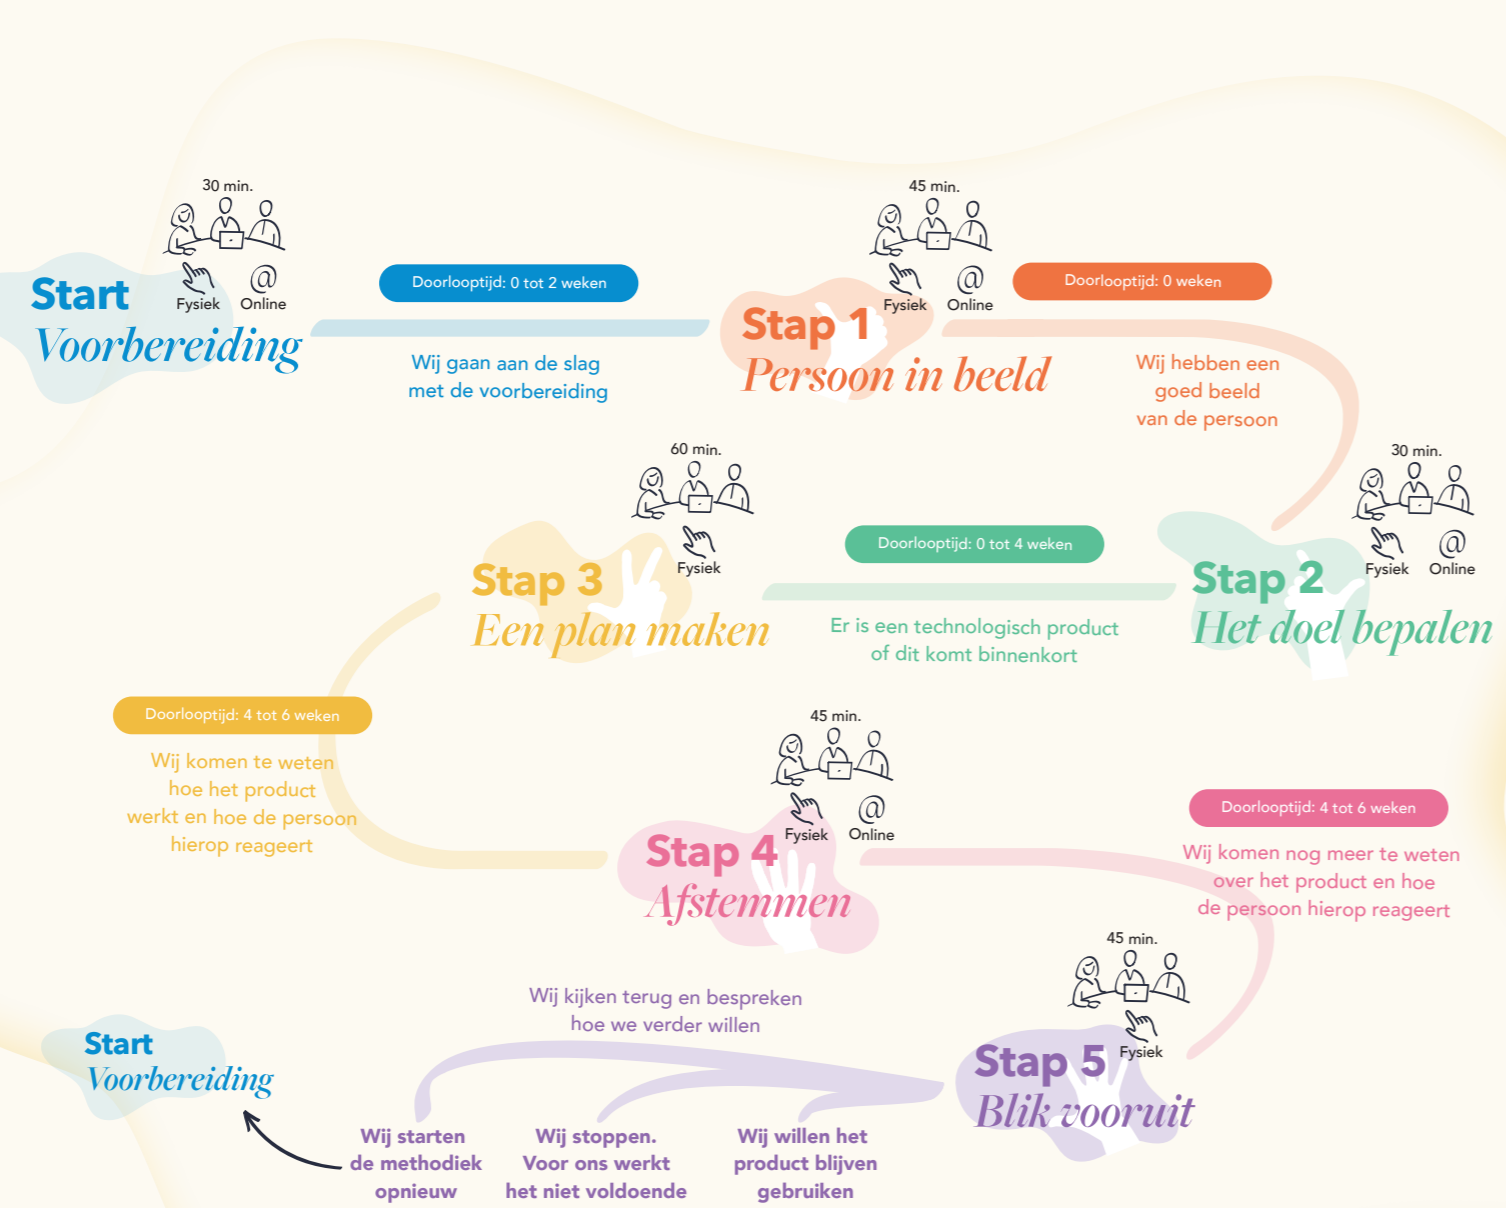 30 min.
Fysiek
@
Online
Start
Voorbereiding
Doorlooptijd: 0 tot 2 weken
Wij gaan aan de slag
met de voorbereiding
45 min.
Fysiek
@
Online
Stap 1
Persoon in beeld
Doorlooptijd: 0 weken
Wij hebben een
goed beeld
van de persoon
30 min.
Fysiek
@
Online
Stap 2
Het doel bepalen
Doorlooptijd: 0 tot 4 weken
Er is een technologisch product
of dit komt binnenkort
60 min.
Fysiek
Stap 3
Een plan maken
Doorlooptijd: 4 tot 6 weken
Wij komen te weten
hoe het product
werkt en hoe de persoon
hierop reageert
45 min.
Fysiek
@
Online
Stap 4
Afstemmen
Doorlooptijd: 4 tot 6 weken
Wij komen nog meer te weten
over het product en hoe
de persoon hierop reageert
45 min.
Fysiek
Stap 5
Blik vooruit
Wij kijken terug en bespreken
hoe we verder willen
Wij willen het
product blijven
gebruiken
Wij stoppen.
Voor ons werkt
het niet voldoende
Wij starten
de methodiek
opnieuw
Start
Voorbereiding